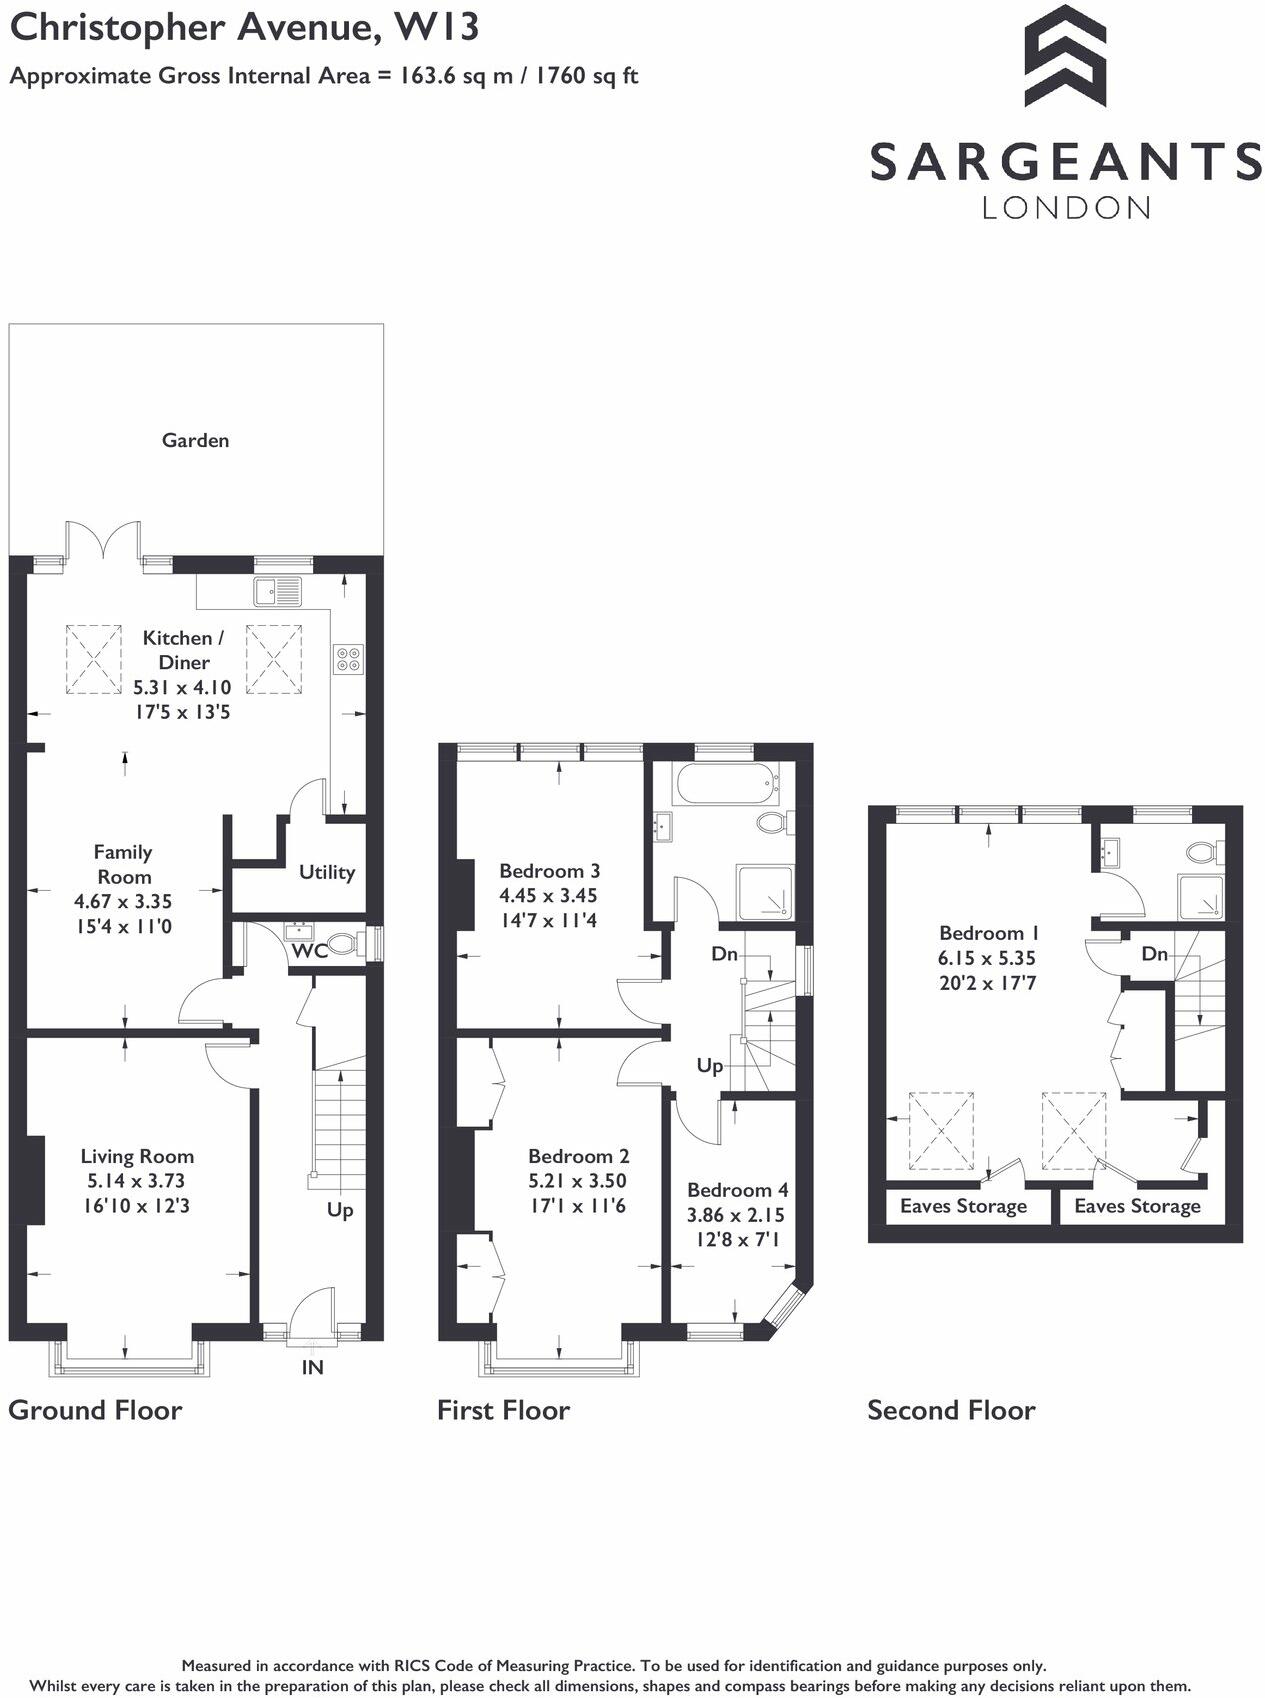 Christopher Avenue, W13
Approximate Gross Internal Area = 163.6 sq m / 1760 sq ft
SARGEANTS
LONDON
Garden
Kitchen /
Diner
5.31 x 4.10
17'5 x 13'5
Family
Room
4.67 x 3.35
15'4 x 11'0
Utility
WC
Living Room
5.14 x 3.73
16'10 x 12'3
Up
IN
Ground Floor
Bedroom 3
4.45 x 3.45
14'7 x 11'4
Dn
Up
Bedroom 2
5.21 x 3.50
17'1 x 11'6
Bedroom 4
3.86 x 2.15
12'8 x 7'1
First Floor
Bedroom 1
6.15 x 5.35
20'2 x 17'7
Dn
Eaves Storage
Eaves Storage
Second Floor
Measured in accordance with RICS Code of Measuring Practice. To be used for identification and guidance purposes only.
Whilst every care is taken in the preparation of this plan, please check all dimensions, shapes and compass bearings before making any decisions reliant upon them.